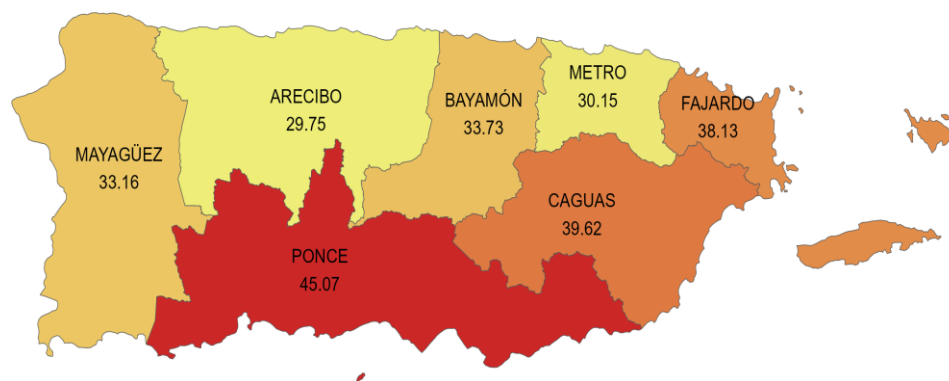 METRO
30.15
ARECIBO
29.75
BAYAMÓN
33.73
FAJARDO
38.13
MAYAGÜEZ
33.16
CAGUAS
39.62
PONCE
45.07